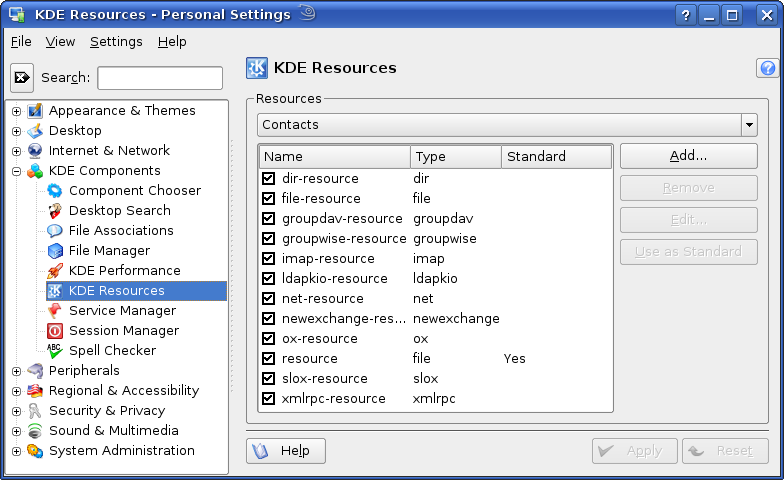 KDE Resources - Personal Settings
File View Settings Help
Search:
Appearance & Themes
Desktop
Internet & Network
KDE Components
Component Chooser
Desktop Search
File Associations
File Manager
KDE Performance
KDE Resources
Service Manager
Session Manager
ABC
Spell Checker
Peripherals
Regional & Accessibility
Security & Privacy
Sound & Multimedia
System Administration
KDE Resources
Resources
Contacts
Name Type Standard
dir-resource dir
file-resource file
groupdav-resource groupdav
groupwise-resource groupwise
imap-resource imap
ldapkio-resource ldapkio
net-resource net
newexchange-res... newexchange
ox-resource ox
resource file Yes
slox-resource slox
xmlrpc-resource xmlrpc
Add...
Remove
Edit...
Use as Standard
Help
Apply
Reset